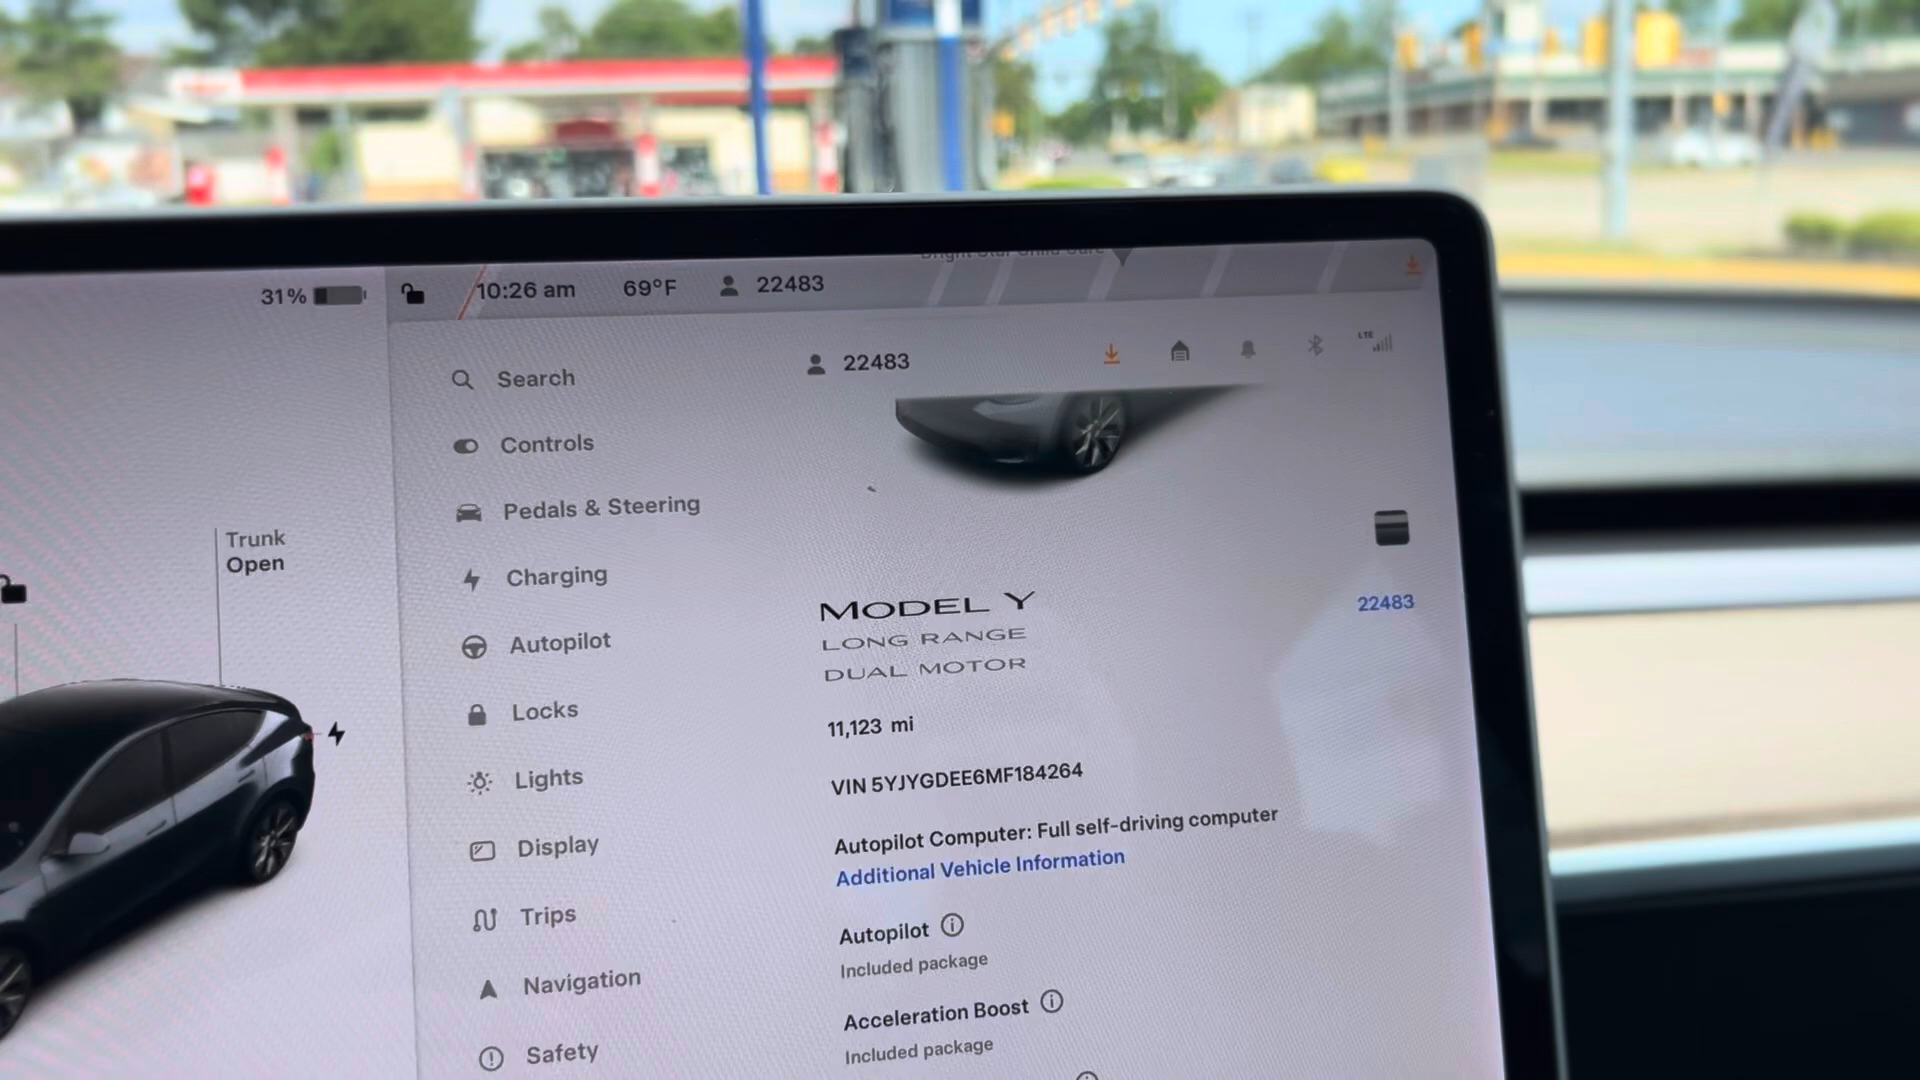 31%
10:26 am
69°F
22483
Search
22483
LTE
Controls
Pedals & Steering
Trunk
Open
Charging
MODEL Y
22483
LONG RANGE
Autopilot
DUAL MOTOR
Locks
11,123 mi
Lights
VIN 5YJYGDEE6MF184264
Display
Autopilot Computer: Full self-driving computer
Additional Vehicle Information
Trips
Autopilot
Included package
Navigation
Acceleration Boost
Included package
Safety